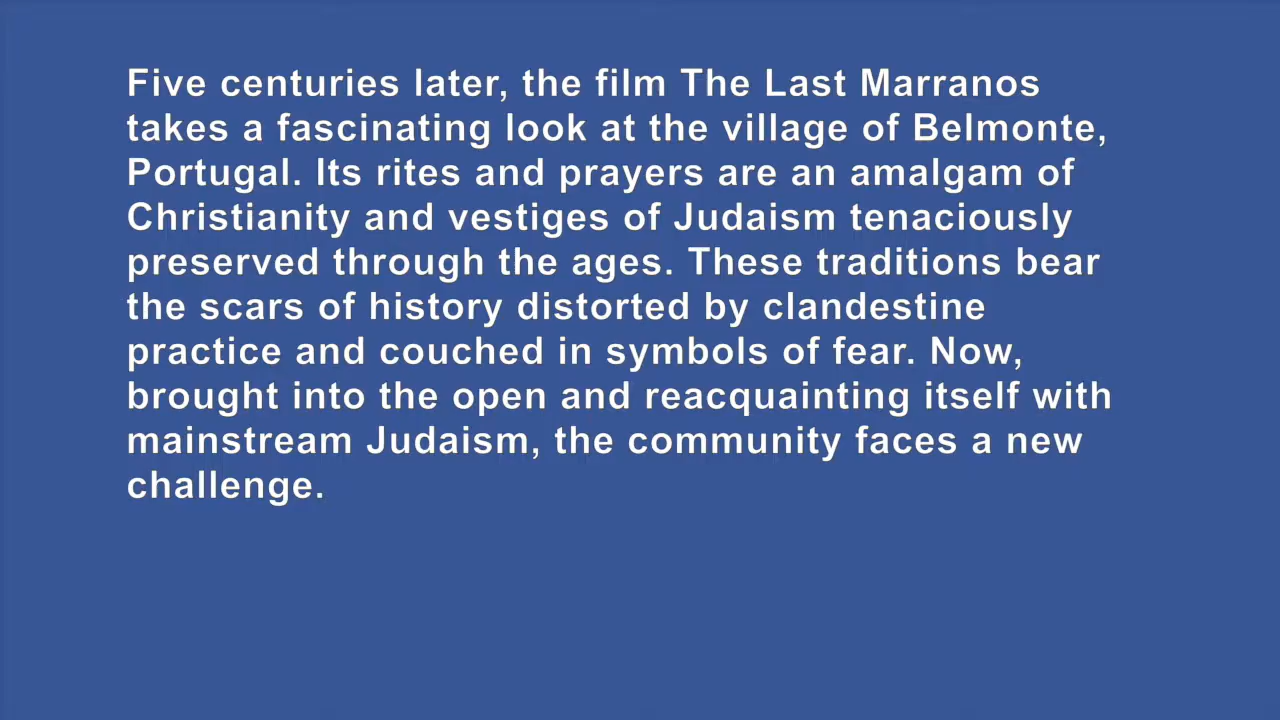 Five centuries later, the film The Last Marranos
takes a fascinating look at the village of Belmonte,
Portugal. Its rites and prayers are an amalgam of
Christianity and vestiges of Judaism tenaciously
preserved through the ages. These traditions bear
the scars of history distorted by clandestine
practice and couched in symbols of fear. Now,
brought into the open and reacquainting itself with
mainstream Judaism, the community faces a new
challenge.